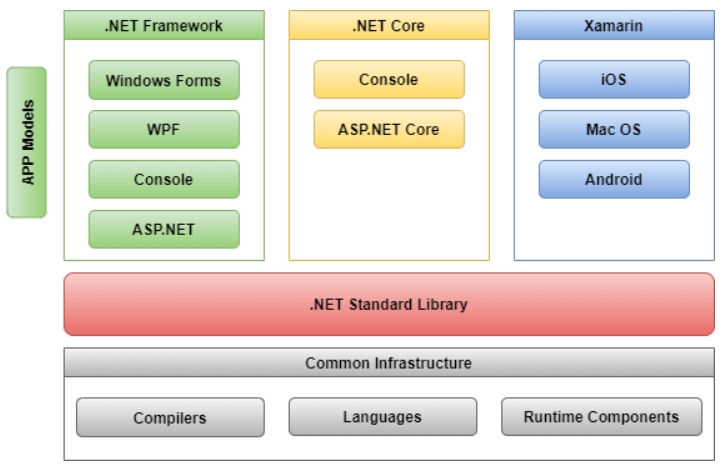 APP Models
.NET Framework
Windows Forms
WPF
Console
ASP.NET
.NET Core
Console
ASP.NET Core
Xamarin
iOS
Mac OS
Android
.NET Standard Library
Common Infrastructure
Compilers
Languages
Runtime Components